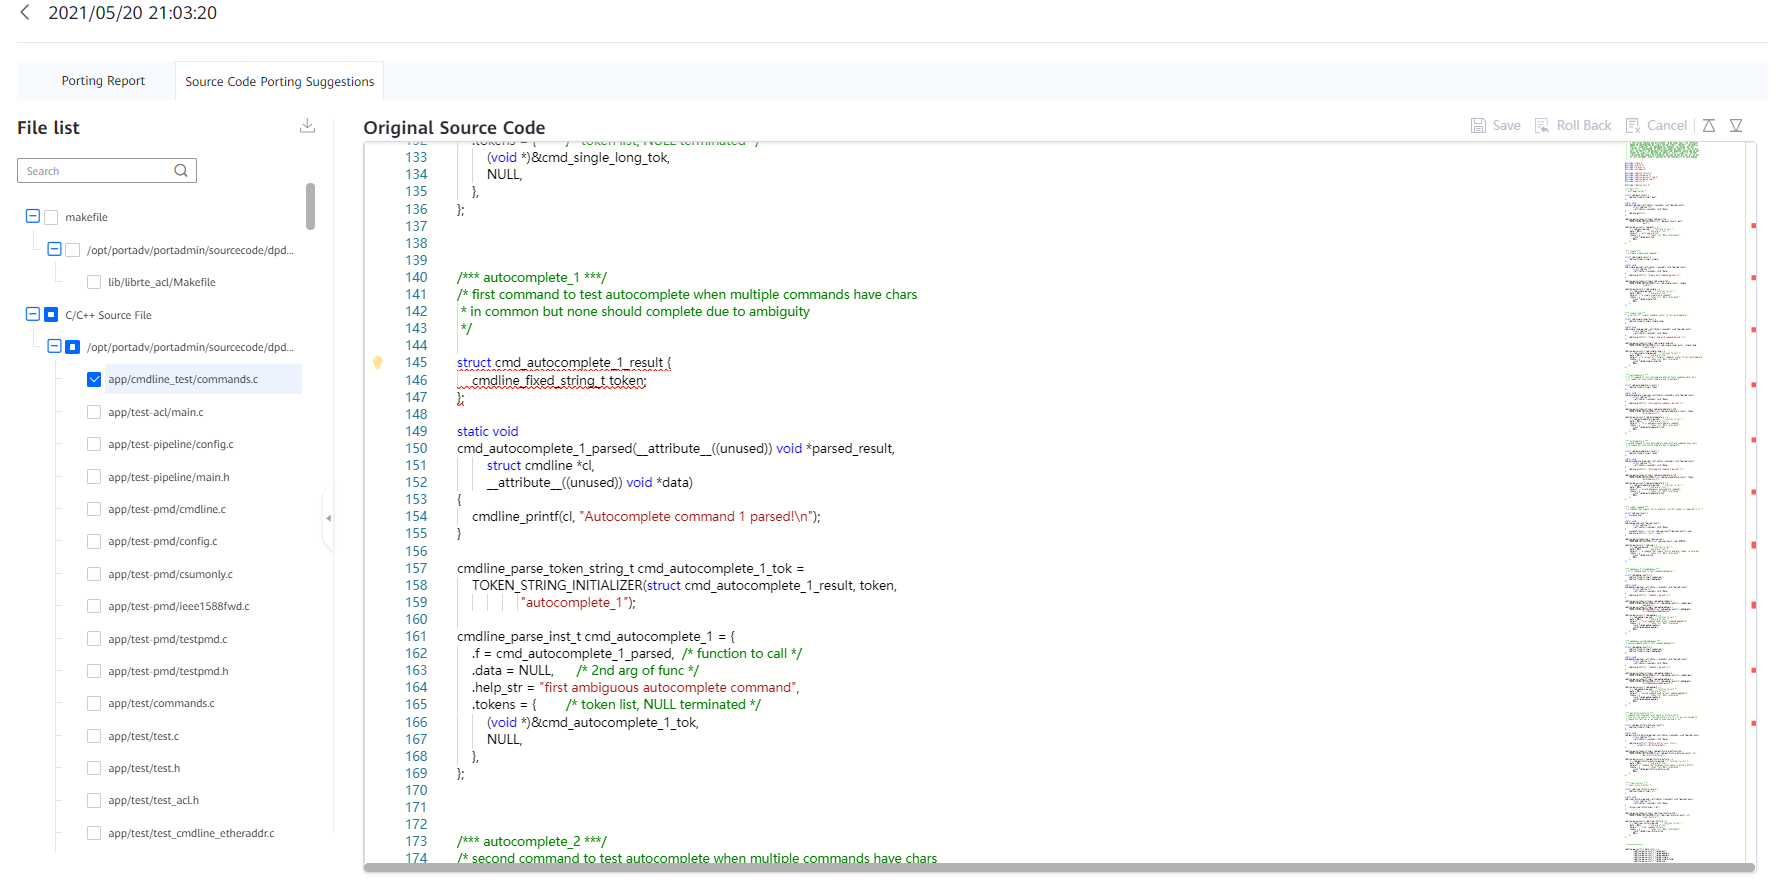 2021/05/20 21:03:20
Porting Report
Source Code Porting Suggestions
File list
Search
makefile
/opt/portadv/portadmin/sourcecode/dpd...
lib/librte_acl/Makefile
C/C++ Source File
/opt/portadv/portadmin/sourcecode/dpd...
app/cmdline_test/commands.c
app/test-acl/main.c
app/test-pipeline/config.c
app/test-pipeline/main.h
app/test-pmd/cmdline.c
app/test-pmd/config.c
app/test-pmd/csumonly.c
app/test-pmd/ieee1588fwd.c
app/test-pmd/testpmd.c
app/test-pmd/testpmd.h
app/test/commands.c
app/test/test.c
app/test/test.h
app/test/test_acl.h
app/test/test_cmdline_etheraddr.c
Original Source Code
Save Roll Back Cancel
132 .tokens = { /* token list, NULL terminated */
133 (void *)&cmd_single_long_tok,
134 NULL,
135 },
136 };
137
138
139
140 /*** autocomplete_1 ***/
141 /* first command to test autocomplete when multiple commands have chars
142 * in common but none should complete due to ambiguity
143 */
144
145 struct cmd_autocomplete_1_result {
146 cmdline_fixed_string_t token;
147 };
148
149 static void
150 cmd_autocomplete_1_parsed(__attribute__((unused)) void *parsed_result,
151 struct cmdline *cl,
152 __attribute__((unused)) void *data)
153 {
154 cmdline_printf(cl, "Autocomplete command 1 parsed!\n");
155 }
156
157 cmdline_parse_token_string_t cmd_autocomplete_1_tok =
158 TOKEN_STRING_INITIALIZER(struct cmd_autocomplete_1_result, token,
159 "autocomplete_1");
160
161 cmdline_parse_inst_t cmd_autocomplete_1 = {
162 .f = cmd_autocomplete_1_parsed, /* function to call */
163 .data = NULL, /* 2nd arg of func */
164 .help_str = "first ambiguous autocomplete command",
165 .tokens = { /* token list, NULL terminated */
166 (void *)&cmd_autocomplete_1_tok,
167 NULL,
168 },
169 };
170
171
172
173 /*** autocomplete_2 ***/
174 /* second command to test autocomplete when multiple commands have chars